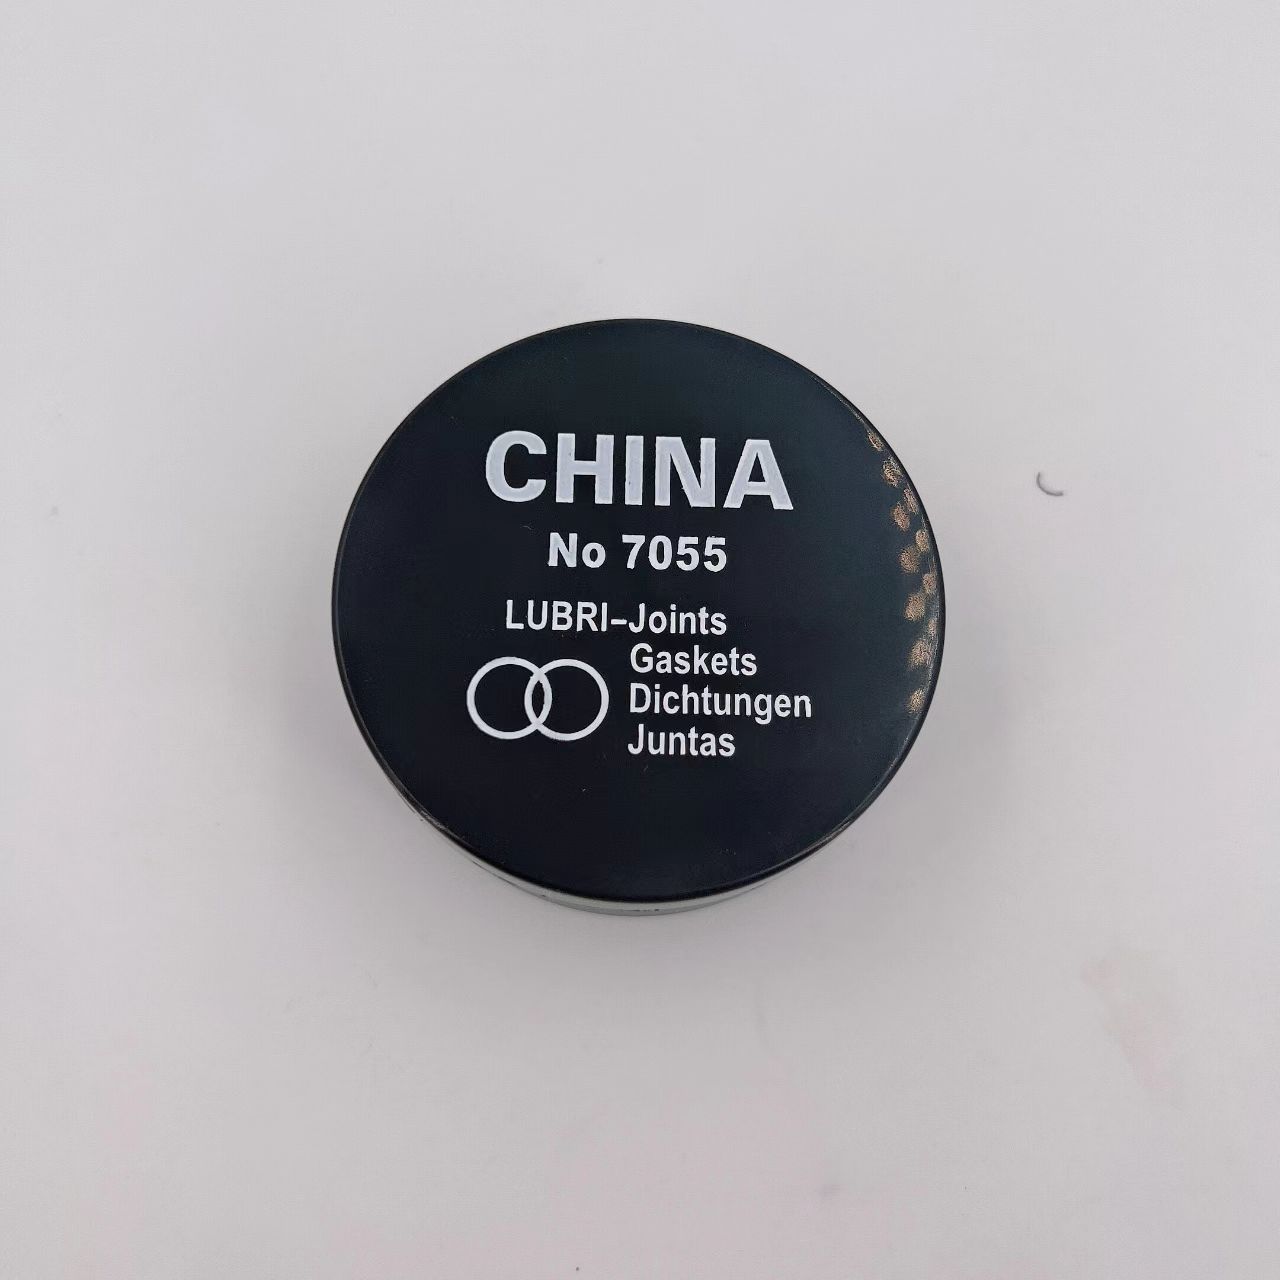 CHINA
No 7055
LUBRI-Joints
Gaskets
Dichtungen
Juntas